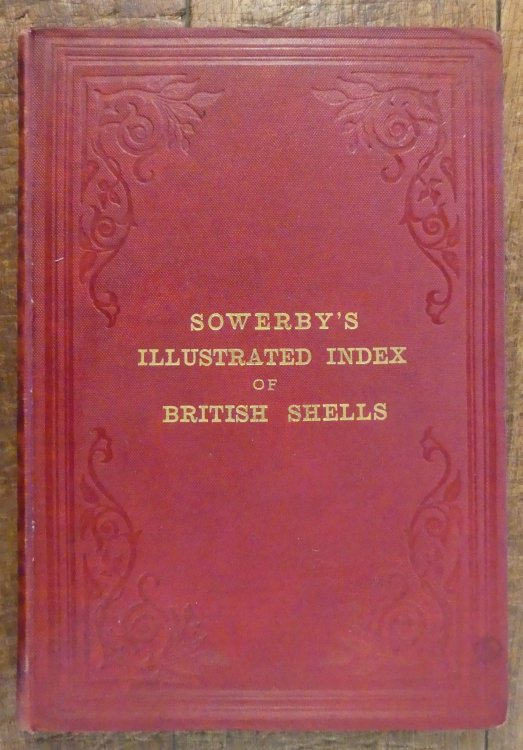 SOWERBY'S
ILLUSTRATED INDEX
OF
BRITISH SHELLS